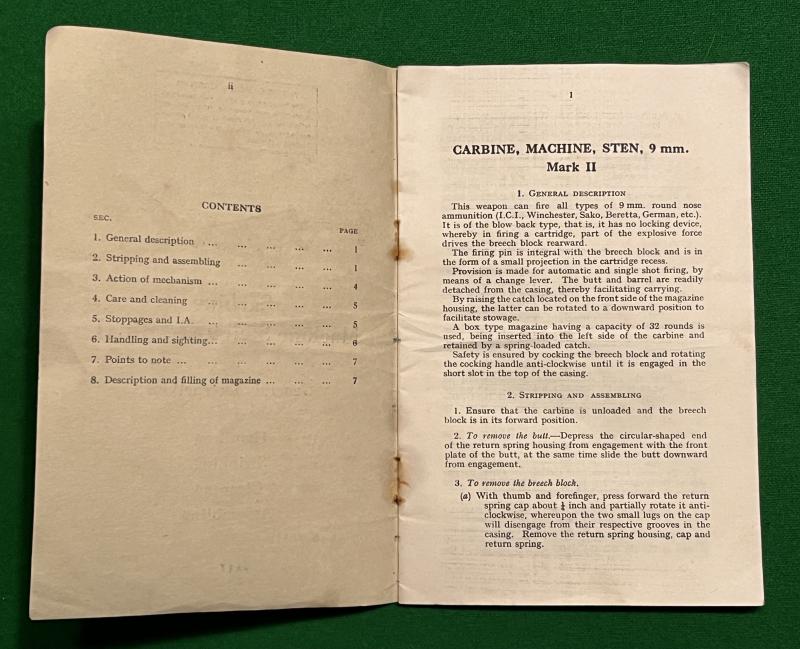 ii
CONTENTS
SEC. PAGE
1. General description ... ... ... ... ... 1
2. Stripping and assembling ... ... ... ... 1
3. Action of mechanism ... ... ... ... ... 4
4. Care and cleaning ... ... ... ... 5
5. Stoppages and I.A. ... ... ... ... 5
6. Handling and sighting... ... ... ... ... 6
7. Points to note ... ... ... ... ... 7
8. Description and filling of magazine ... ... ... 7
1
CARBINE, MACHINE, STEN, 9 mm.
Mark II
1. GENERAL DESCRIPTION
This weapon can fire all types of 9 mm. round nose
ammunition (I.C.I., Winchester, Sako, Beretta, German, etc.).
It is of the blow back type, that is, it has no locking device,
whereby in firing a cartridge, part of the explosive force
drives the breech block rearward.
The firing pin is integral with the breech block and is in
the form of a small projection in the cartridge recess.
Provision is made for automatic and single shot firing, by
means of a change lever. The butt and barrel are readily
detached from the casing, thereby facilitating carrying.
By raising the catch located on the front side of the magazine
housing, the latter can be rotated to a downward position to
facilitate stowage.
A box type magazine having a capacity of 32 rounds is
used, being inserted into the left side of the carbine and
retained by a spring-loaded catch.
Safety is ensured by cocking the breech block and rotating
the cocking handle anti-clockwise until it is engaged in the
short slot in the top of the casing.
2. STRIPPING AND ASSEMBLING
1. Ensure that the carbine is unloaded and the breech
block is in its forward position.
2. To remove the butt.—Depress the circular-shaped end
of the return spring housing from engagement with the front
plate of the butt, at the same time slide the butt downward
from engagement.
3. To remove the breech block.
(a) With thumb and forefinger, press forward the return
spring cap about ¼ inch and partially rotate it anti-
clockwise, whereupon the two small lugs on the cap
will disengage from their respective grooves in the
casing. Remove the return spring housing, cap and
return spring.